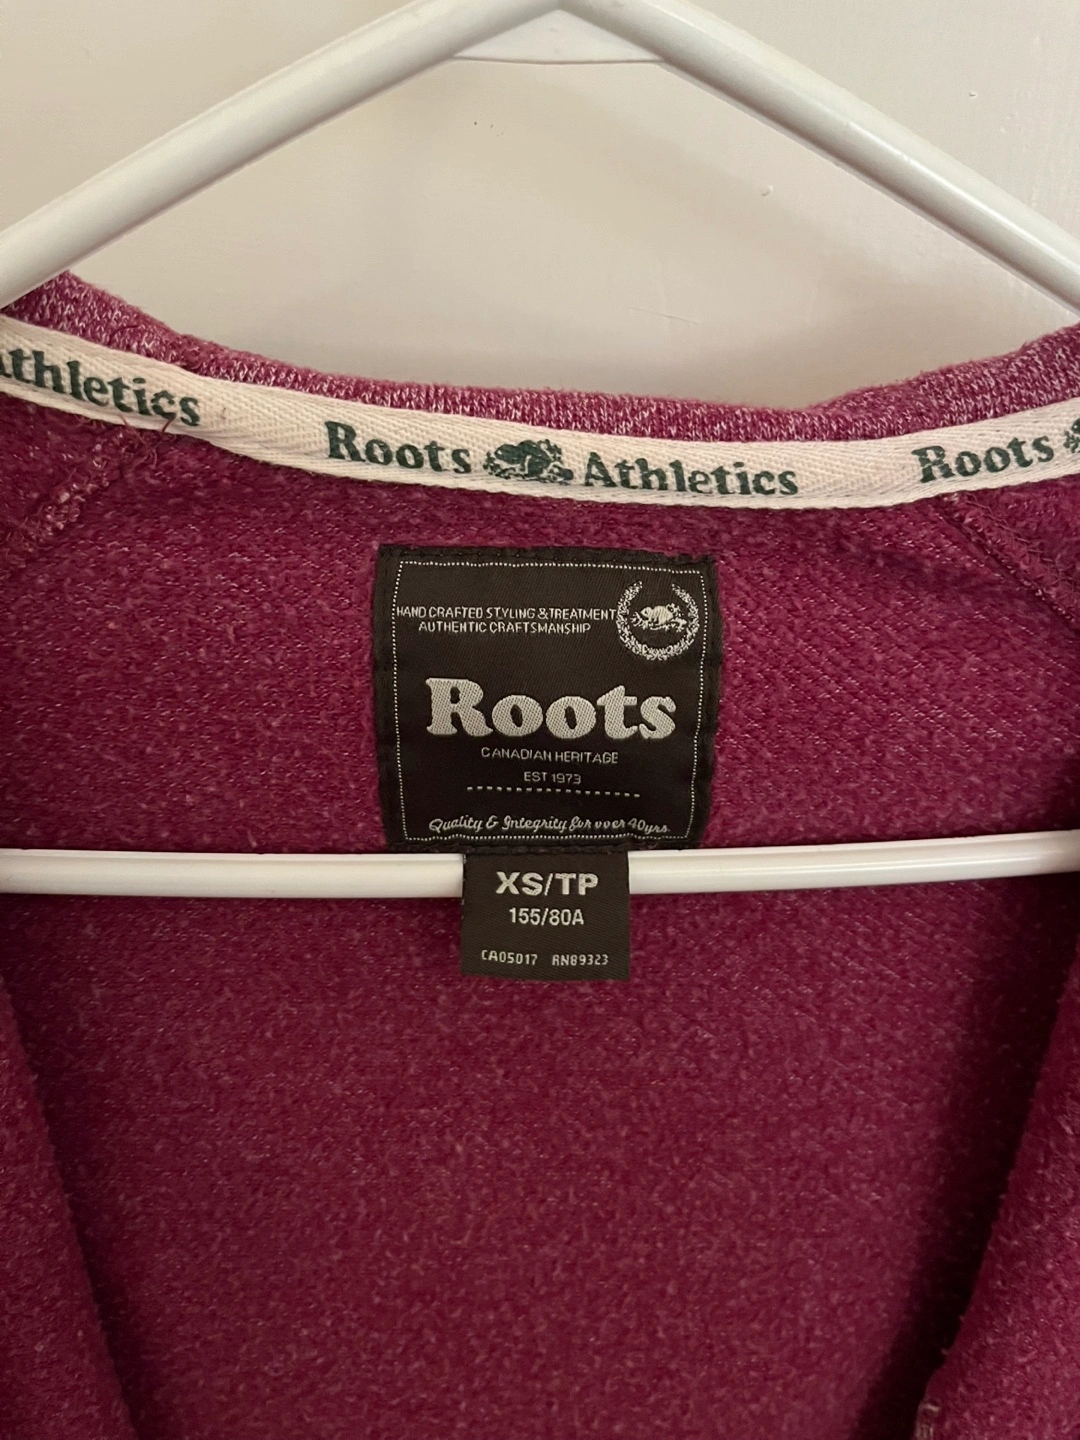 Athletics Roots Athletics Roots
HAND CRAFTED STYLING & TREATMENT
AUTHENTIC CRAFTSMANSHIP
Roots
CANADIAN HERITAGE
EST 1973
Quality & Integrity for over 40yrs.
XS/TP
155/80A
CA05017 RN89323